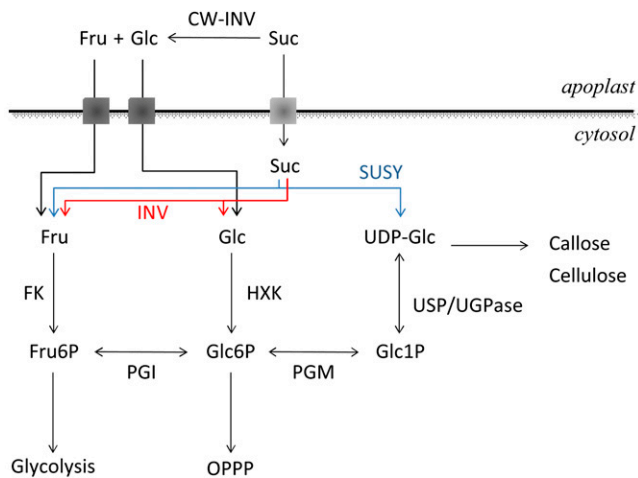 CW-INV
Fru + Glc
Suc
apoplast
cytosol
Suc
SUSY
INV
Fru
Glc
UDP-Glc
Callose
Cellulose
FK
HXK
USP/UGPase
Fru6P
Glc6P
Glc1P
PGI
PGM
Glycolysis
OPPP